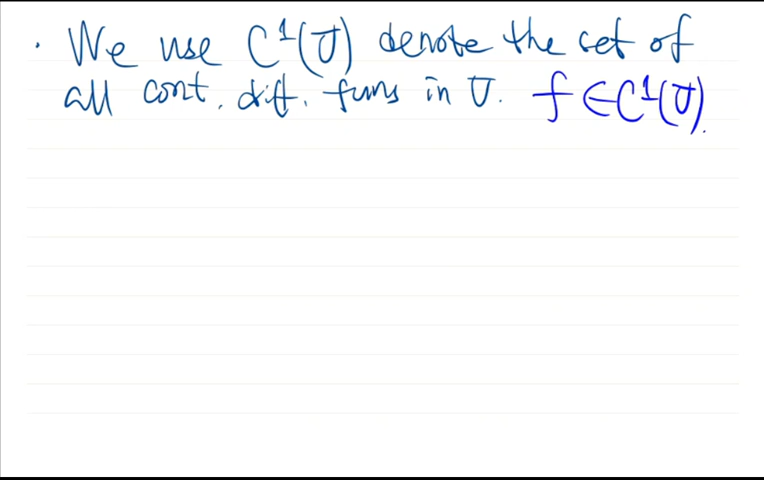 · We use C¹(U) denote the set of
all cont. diff. funs in U. f ∈ C¹(U).